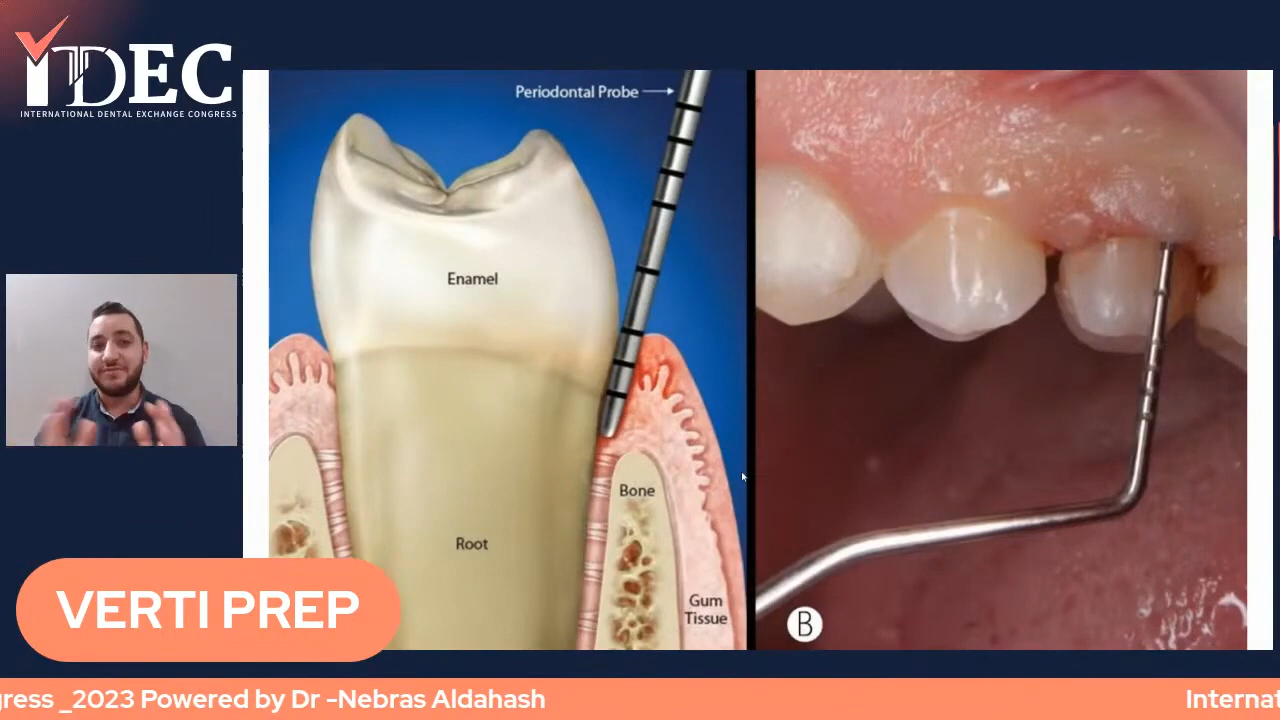 IDEC
INTERNATIONAL DENTAL EXCHANGE CONGRESS
Periodontal Probe
Enamel
Bone
Root
Gum
Tissue
B
VERTI PREP
gress _2023 Powered by Dr -Nebras Aldahash
Internat